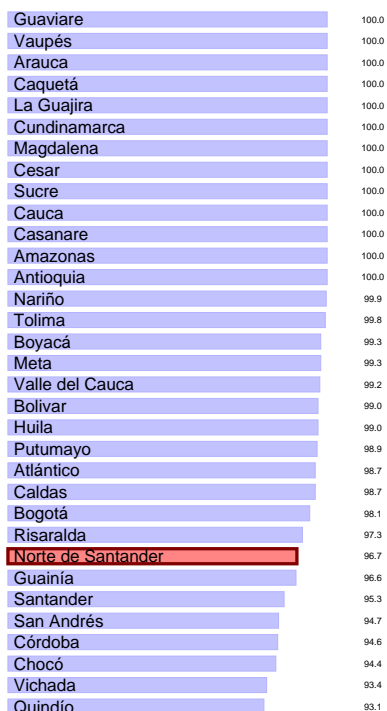 Guaviare 100.0
Vaupés 100.0
Arauca 100.0
Caquetá 100.0
La Guajira 100.0
Cundinamarca 100.0
Magdalena 100.0
Cesar 100.0
Sucre 100.0
Cauca 100.0
Casanare 100.0
Amazonas 100.0
Antioquia 100.0
Nariño 99.9
Tolima 99.8
Boyacá 99.3
Meta 99.3
Valle del Cauca 99.2
Bolivar 99.0
Huila 99.0
Putumayo 98.9
Atlántico 98.7
Caldas 98.7
Bogotá 98.1
Risaralda 97.3
Norte de Santander 96.7
Guainía 96.6
Santander 95.3
San Andrés 94.7
Córdoba 94.6
Chocó 94.4
Vichada 93.4
Quindío 93.1